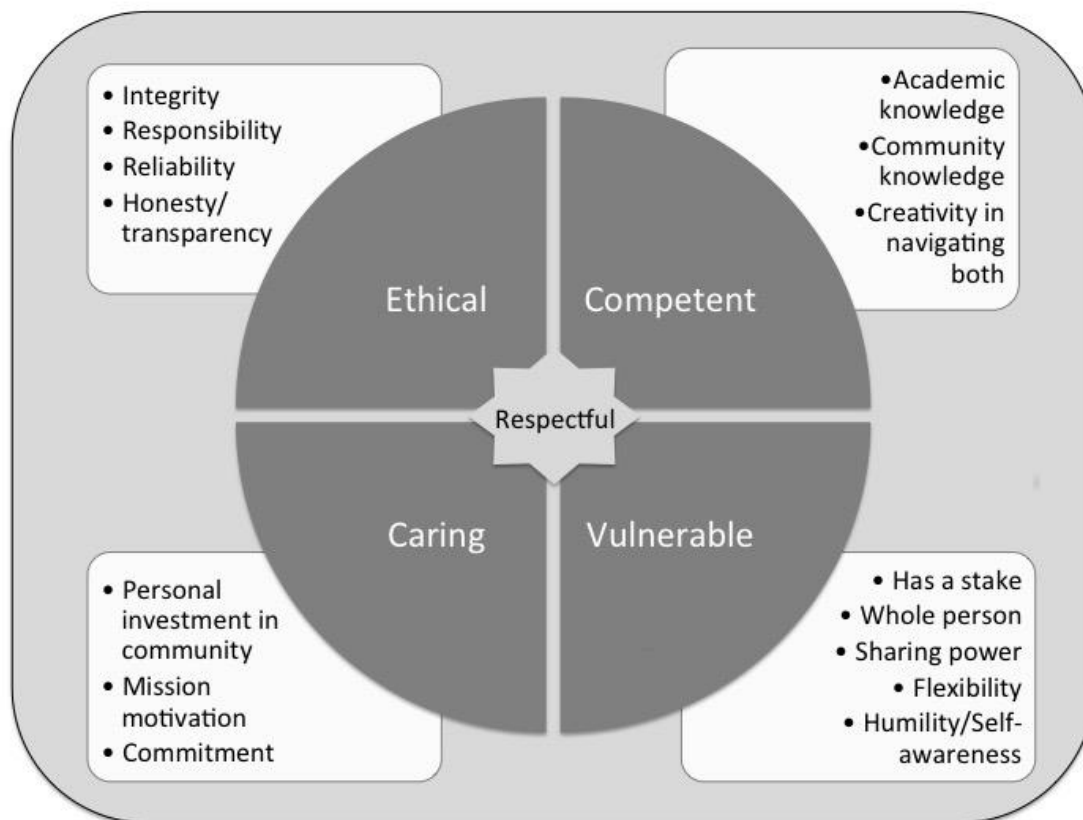 • Integrity
• Responsibility
• Reliability
• Honesty/
transparency
•Academic
knowledge
•Community
knowledge
•Creativity in
navigating
both
Ethical
Competent
Respectful
Caring
Vulnerable
• Personal
investment in
community
• Mission
motivation
• Commitment
• Has a stake
• Whole person
• Sharing power
• Flexibility
• Humility/Self-
awareness